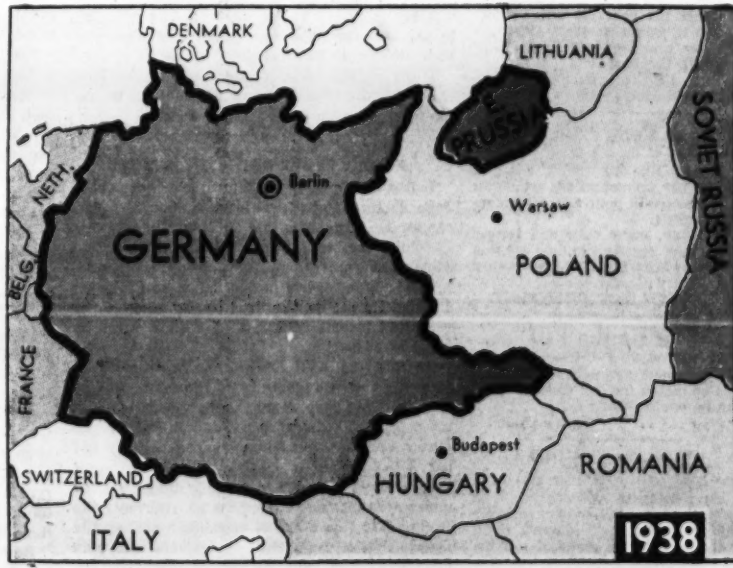 DENMARK
LITHUANIA
E.
PRUSSIA
SOVIET RUSSIA
NETH.
Berlin
Warsaw
GERMANY
POLAND
BELG.
FRANCE
Budapest
SWITZERLAND
HUNGARY
ROMANIA
ITALY
1938